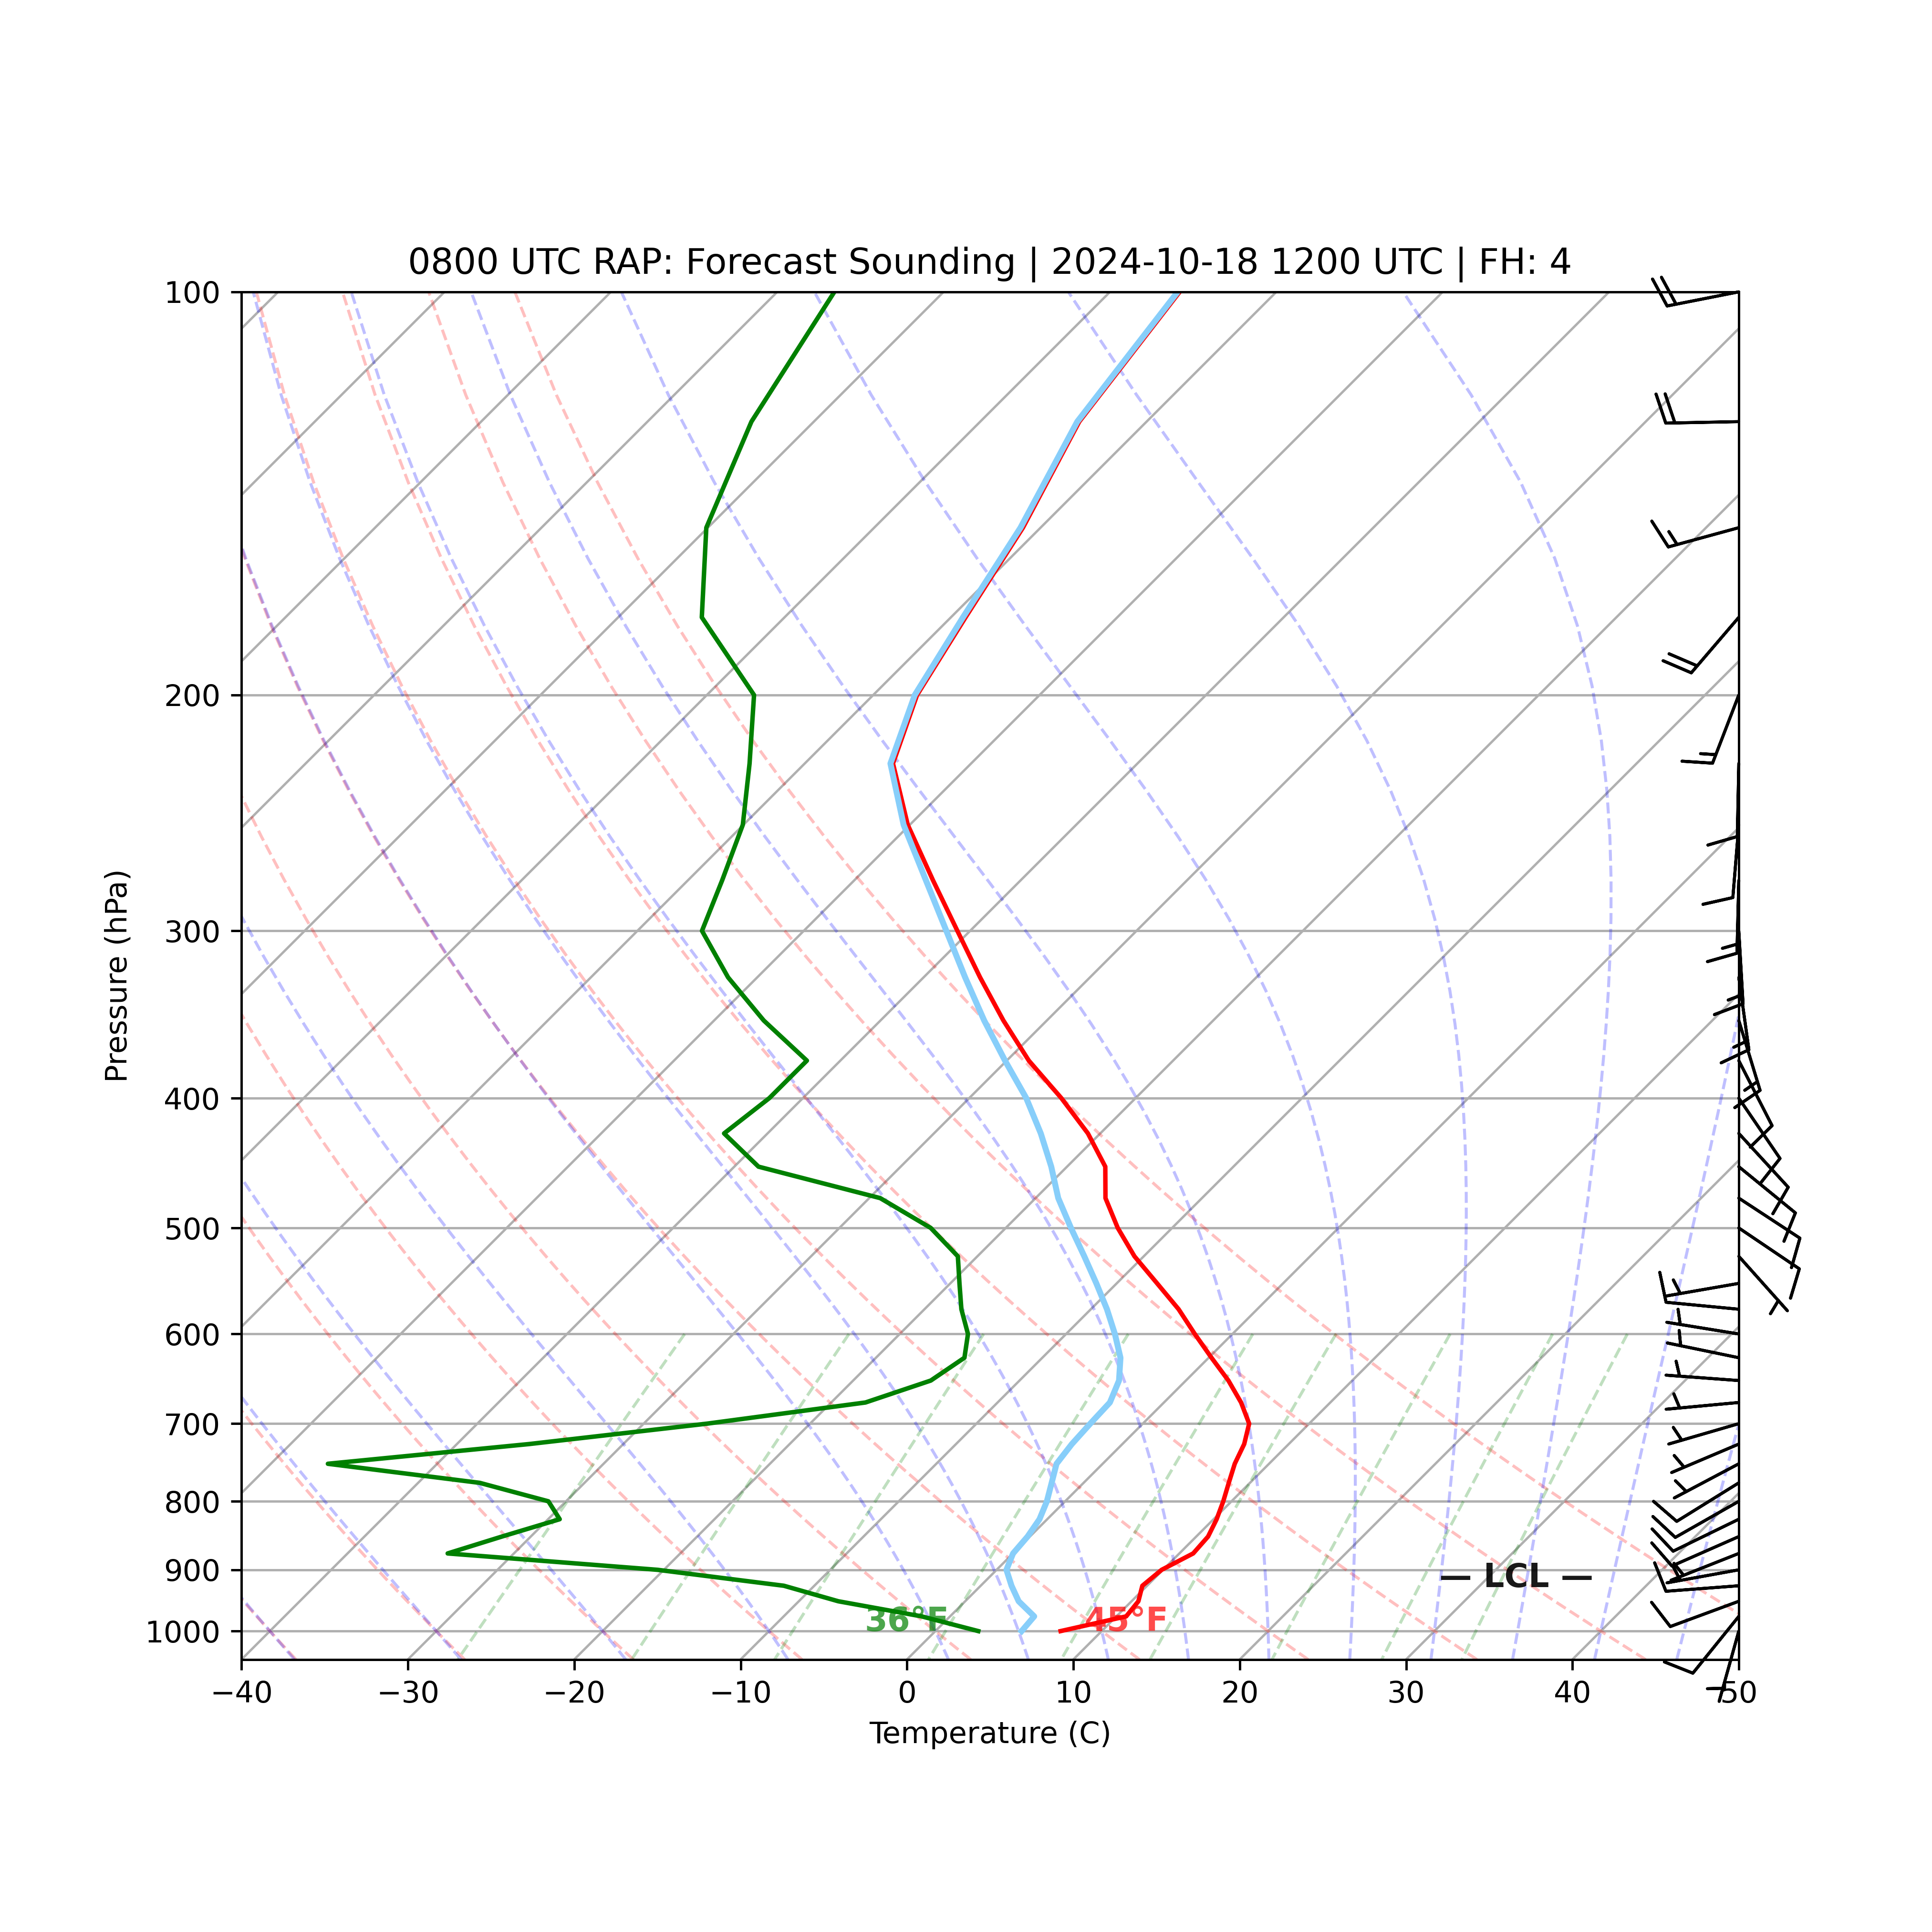 0800 UTC RAP: Forecast Sounding | 2024-10-18 1200 UTC | FH: 4
100
200
300
400
500
600
700
800
900
1000
Pressure (hPa)
— LCL —
36°F
45°F
−40 −30 −20 −10 0 10 20 30 40 50
Temperature (C)